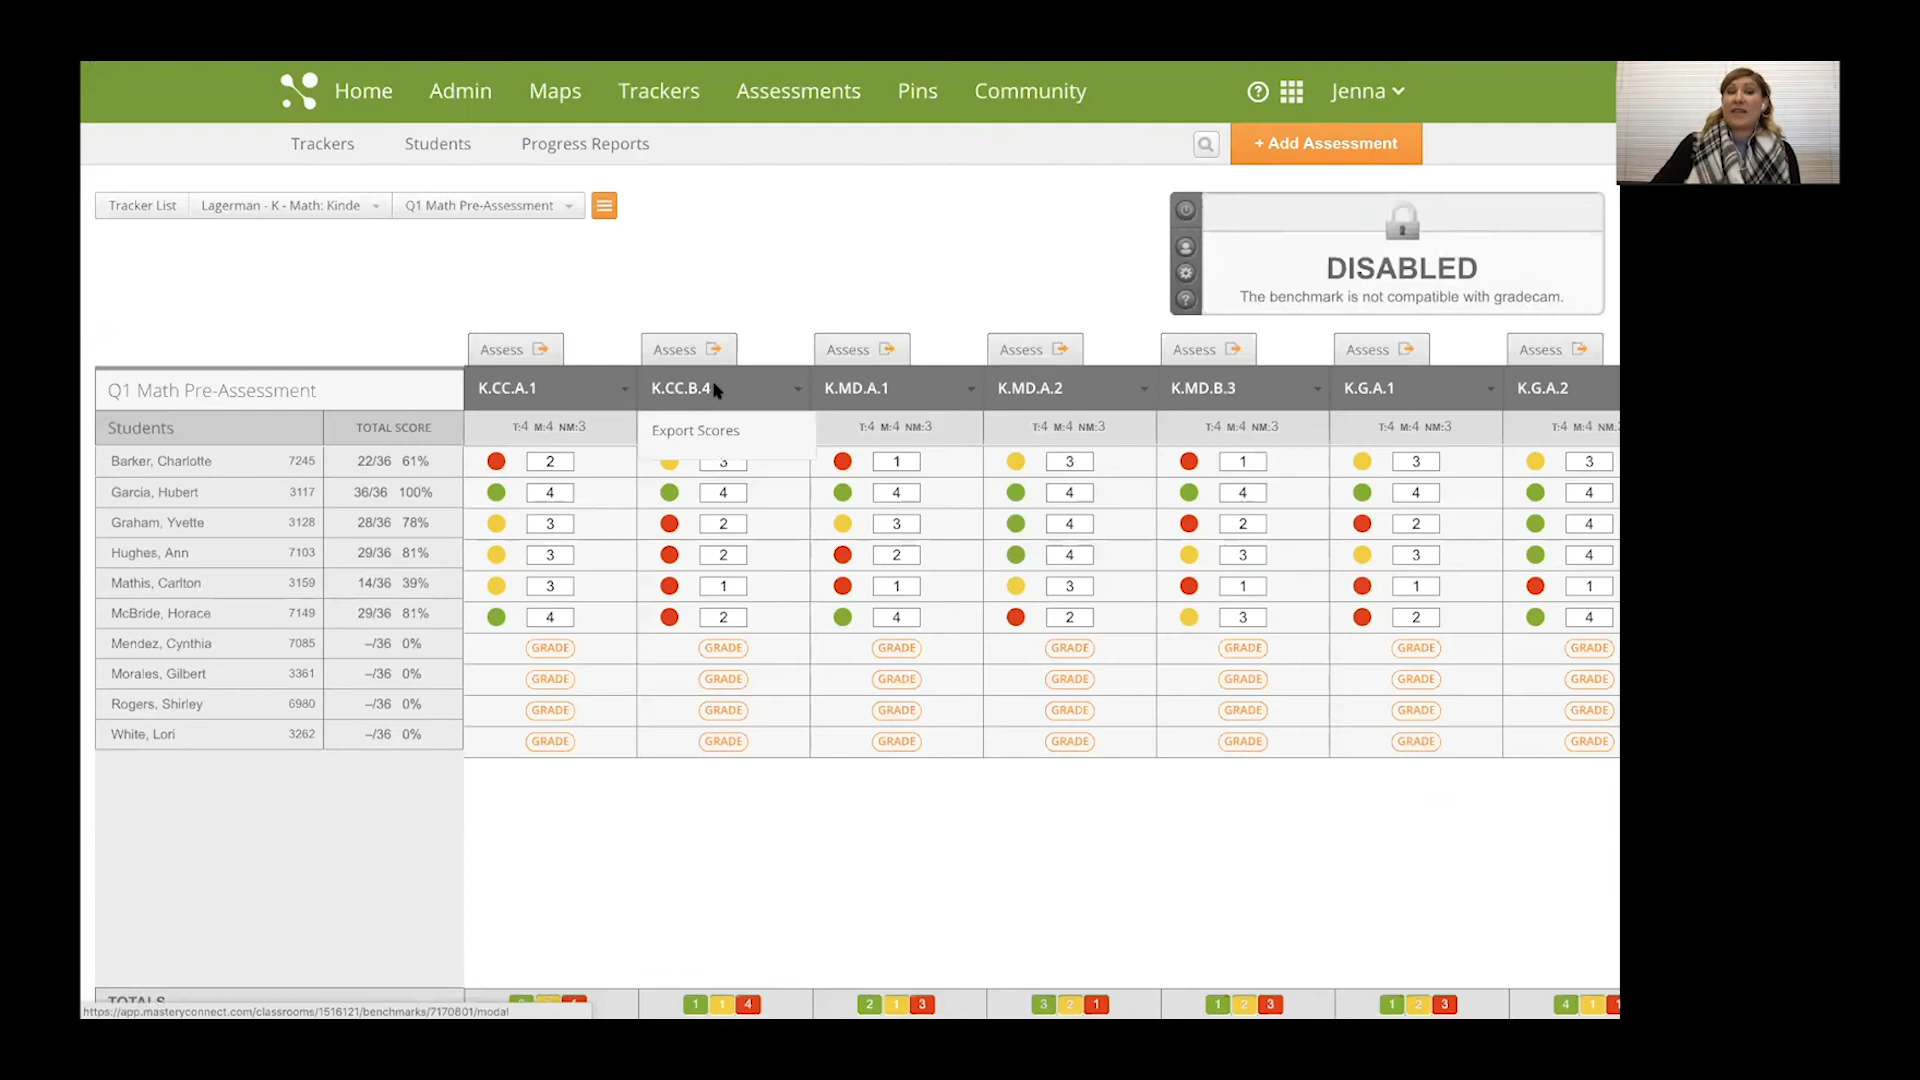 Home Admin Maps Trackers Assessments Pins Community ? Jenna
Trackers Students Progress Reports + Add Assessment
Tracker List Lagerman - K - Math: Kinde Q1 Math Pre-Assessment
DISABLED
The benchmark is not compatible with gradecam.
?
Assess Assess Assess Assess Assess Assess Assess
Q1 Math Pre-Assessment K.CC.A.1 K.CC.B.4 K.MD.A.1 K.MD.A.2 K.MD.B.3 K.G.A.1 K.G.A.2
Students TOTAL SCORE T:4 M:4 NM:3 Export Scores T:4 M:4 NM:3 T:4 M:4 NM:3 T:4 M:4 NM:3 T:4 M:4 NM:3 T:4 M:4 NM:
Barker, Charlotte 7245 22/36 61% 2 3 1 3 1 3 3
Garcia, Hubert 3117 36/36 100% 4 4 4 4 4 4 4
Graham, Yvette 3128 28/36 78% 3 2 3 4 2 2 4
Hughes, Ann 7103 29/36 81% 3 2 2 4 3 3 4
Mathis, Carlton 3159 14/36 39% 3 1 1 3 1 1 1
McBride, Horace 7149 29/36 81% 4 2 4 2 3 2 4
Mendez, Cynthia 7085 –/36 0% GRADE GRADE GRADE GRADE GRADE GRADE GRADE
Morales, Gilbert 3361 –/36 0% GRADE GRADE GRADE GRADE GRADE GRADE GRADE
Rogers, Shirley 6980 –/36 0% GRADE GRADE GRADE GRADE GRADE GRADE GRADE
White, Lori 3262 –/36 0% GRADE GRADE GRADE GRADE GRADE GRADE GRADE
TOTALS 1 1 4 2 1 3 3 2 1 1 2 3 1 2 3 4 1
https://app.masteryconnect.com/classrooms/1516121/benchmarks/7170801/modal